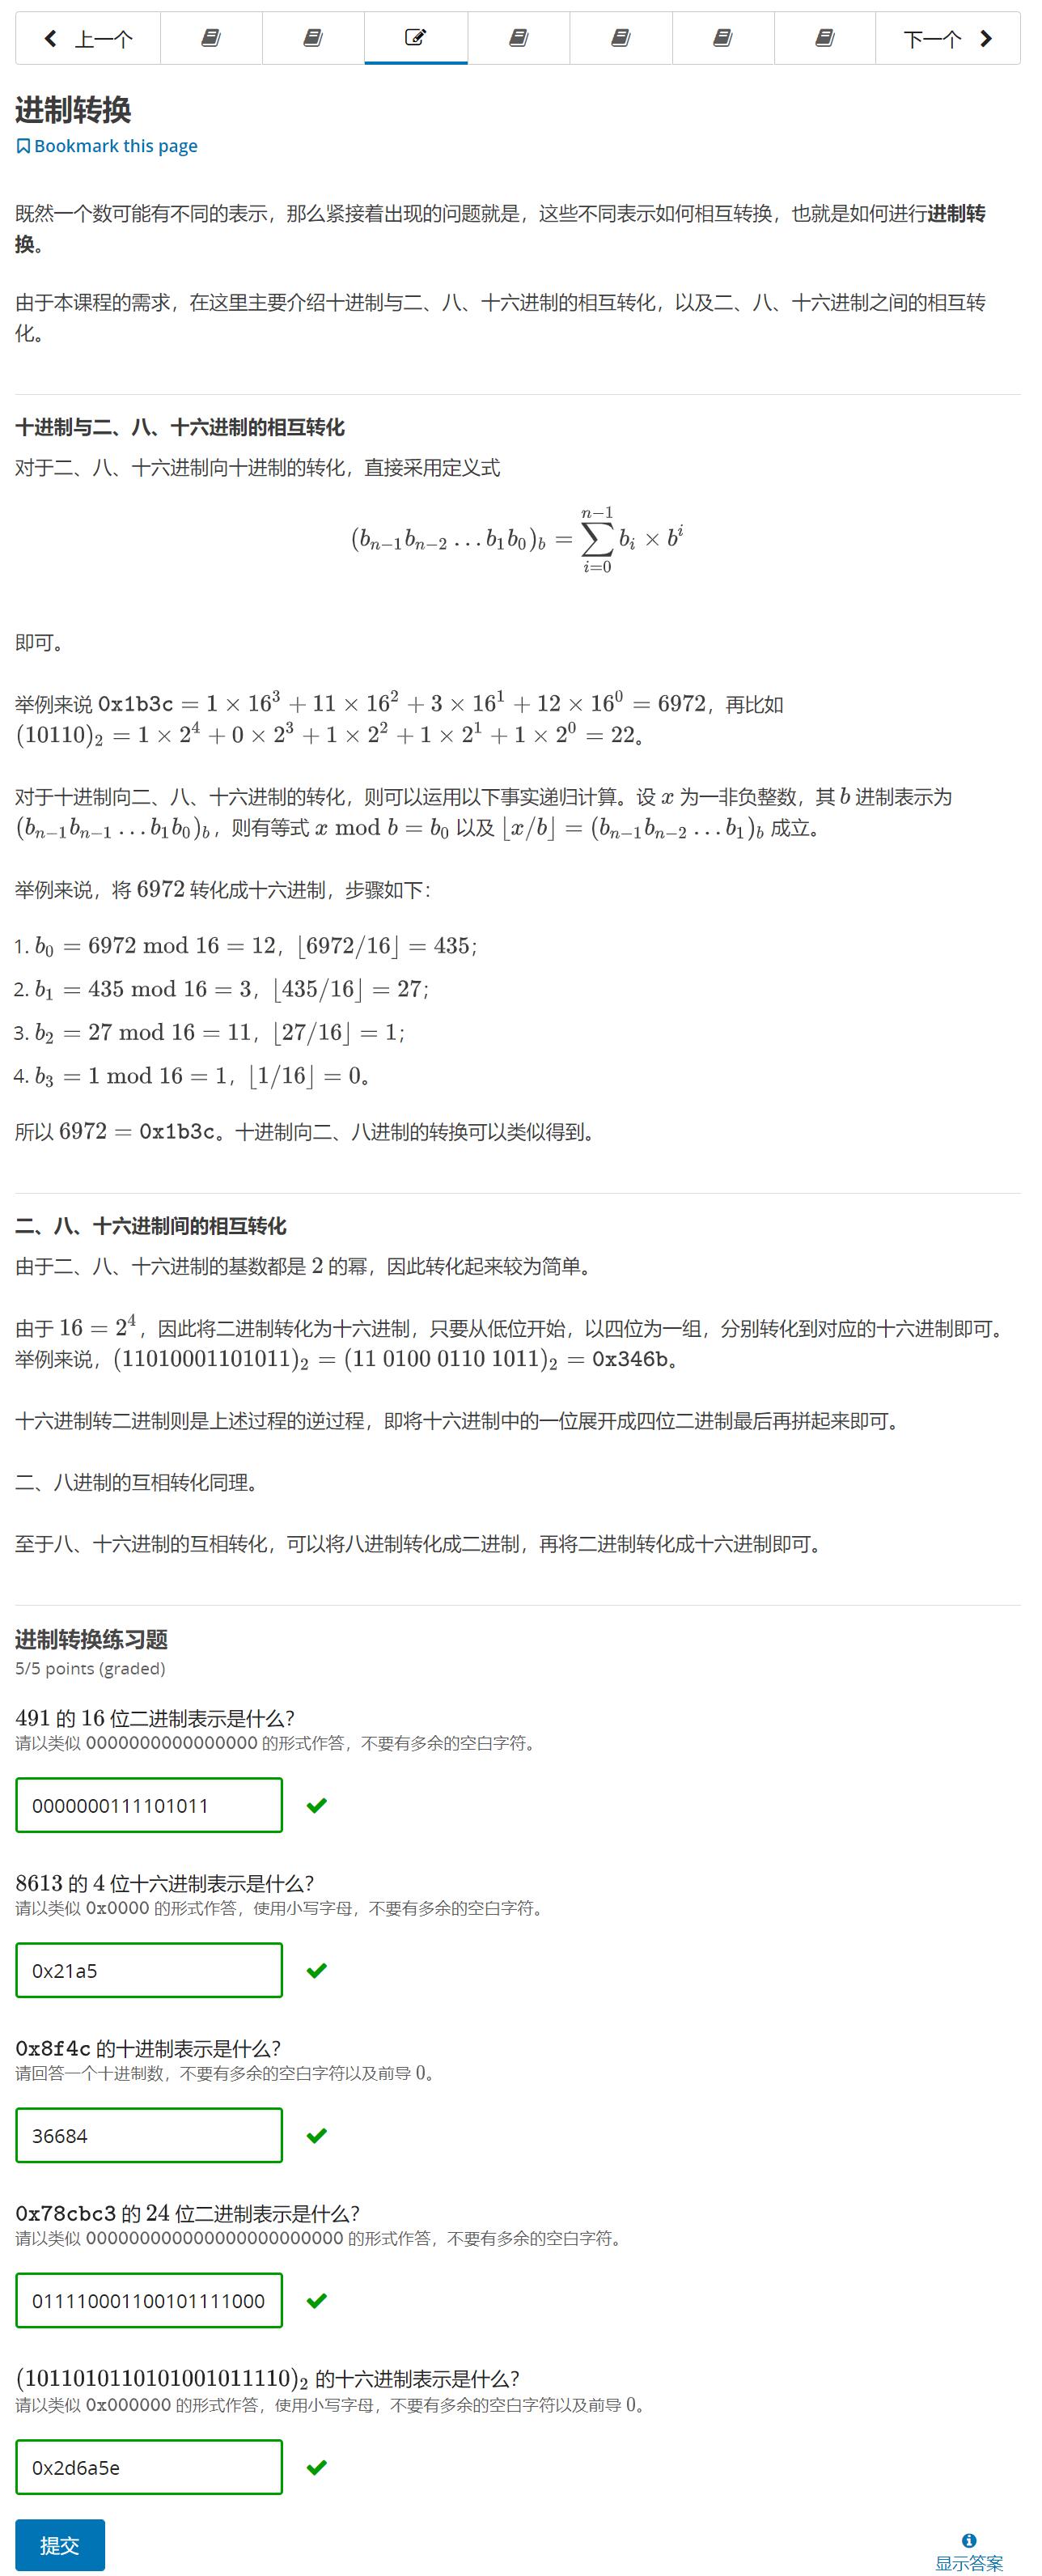 上一个
下一个
进制转换
Bookmark this page
既然一个数可能有不同的表示，那么紧接着出现的问题就是，这些不同表示如何相互转换，也就是如何进行进制转
换。
由于本课程的需求，在这里主要介绍十进制与二、八、十六进制的相互转化，以及二、八、十六进制之间的相互转
化。
十进制与二、八、十六进制的相互转化
对于二、八、十六进制向十进制的转化，直接采用定义式
$(b_{n-1}b_{n-2}\ldots b_1b_0)_b = \sum_{i=0}^{n-1} b_i \times b^i$
即可。
举例来说 0x1b3c $= 1 \times 16^3 + 11 \times 16^2 + 3 \times 16^1 + 12 \times 16^0 = 6972$，再比如
$(10110)_2 = 1 \times 2^4 + 0 \times 2^3 + 1 \times 2^2 + 1 \times 2^1 + 1 \times 2^0 = 22$。
对于十进制向二、八、十六进制的转化，则可以运用以下事实递归计算。设 $x$ 为一非负整数，其 $b$ 进制表示为
$(b_{n-1}b_{n-1}\ldots b_1b_0)_b$，则有等式 $x \bmod b = b_0$ 以及 $\lfloor x/b \rfloor = (b_{n-1}b_{n-2}\ldots b_1)_b$ 成立。
举例来说，将 6972 转化成十六进制，步骤如下：
1. $b_0 = 6972 \bmod 16 = 12$，$\lfloor 6972/16 \rfloor = 435$；
2. $b_1 = 435 \bmod 16 = 3$，$\lfloor 435/16 \rfloor = 27$；
3. $b_2 = 27 \bmod 16 = 11$，$\lfloor 27/16 \rfloor = 1$；
4. $b_3 = 1 \bmod 16 = 1$，$\lfloor 1/16 \rfloor = 0$。
所以 6972 = 0x1b3c。十进制向二、八进制的转换可以类似得到。
二、八、十六进制间的相互转化
由于二、八、十六进制的基数都是 2 的幂，因此转化起来较为简单。
由于 $16 = 2^4$，因此将二进制转化为十六进制，只要从低位开始，以四位为一组，分别转化到对应的十六进制即可。
举例来说，$(11010001101011)_2 = (11\ 0100\ 0110\ 1011)_2$ = 0x346b。
十六进制转二进制则是上述过程的逆过程，即将十六进制中的一位展开成四位二进制最后再拼起来即可。
二、八进制的互相转化同理。
至于八、十六进制的互相转化，可以将八进制转化成二进制，再将二进制转化成十六进制即可。
进制转换练习题
5/5 points (graded)
491 的 16 位二进制表示是什么？
请以类似 0000000000000000 的形式作答，不要有多余的空白字符。
0000000111101011
8613 的 4 位十六进制表示是什么？
请以类似 0x0000 的形式作答，使用小写字母，不要有多余的空白字符。
0x21a5
0x8f4c 的十进制表示是什么？
请回答一个十进制数，不要有多余的空白字符以及前导 0。
36684
0x78cbc3 的 24 位二进制表示是什么？
请以类似 000000000000000000000000 的形式作答，不要有多余的空白字符。
011110001100101111000
$(1011010110101001011110)_2$ 的十六进制表示是什么？
请以类似 0x000000 的形式作答，使用小写字母，不要有多余的空白字符以及前导 0。
0x2d6a5e
提交
显示答案